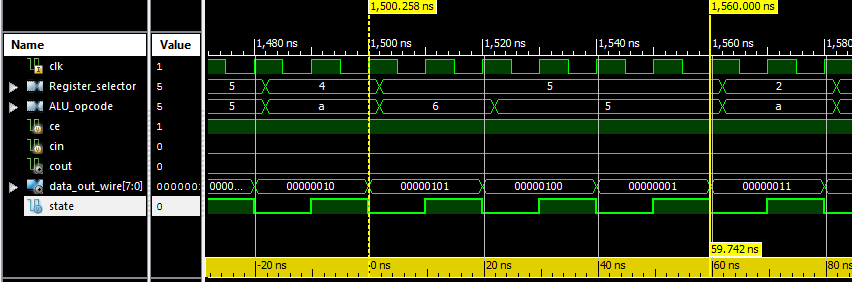 1,500.258 ns
1,560.000 ns
Name Value
1,480 ns 1,500 ns 1,520 ns 1,540 ns 1,560 ns 1,580
clk 1
Register_selector 5 5 4 5 2
ALU_opcode 5 5 a 6 5 a
ce 1
cin 0
cout 0
data_out_wire[7:0] 0000000 0000... 00000010 00000101 00000100 00000001 00000011
state 0
59.742 ns
-20 ns 0 ns 20 ns 40 ns 60 ns 80 ns